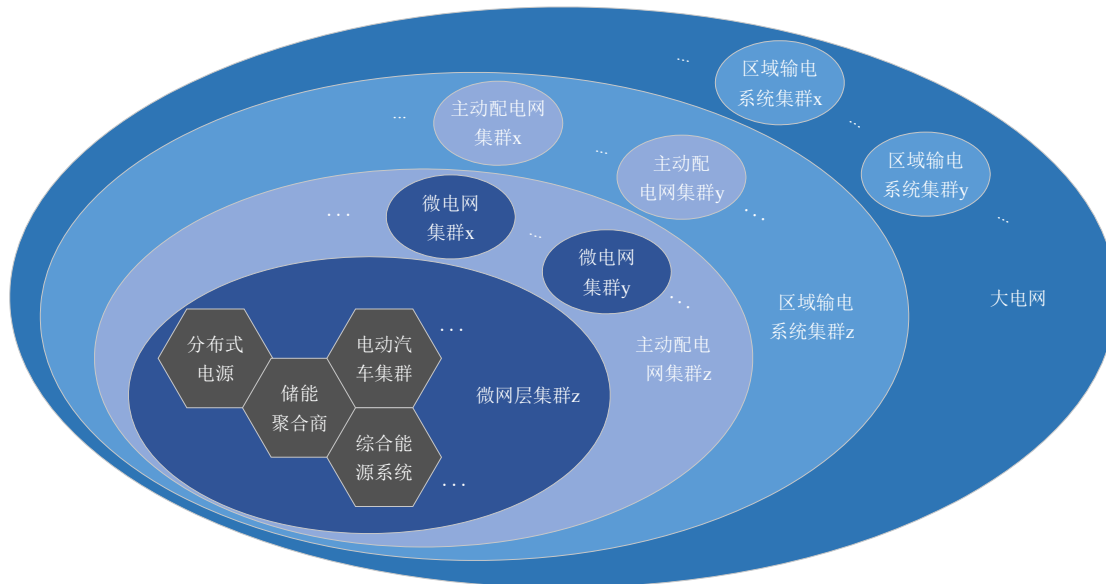 ...
区域输电
系统集群x
...
主动配电网
集群x
...
区域输电
系统集群y
...
主动配
电网集群y
...
...
微电网
集群x
...
微电网
集群y
...
大电网
区域输电
系统集群z
主动配电
网集群z
微网层集群z
分布式
电源
电动汽
车集群
...
储能
聚合商
综合能
源系统
...